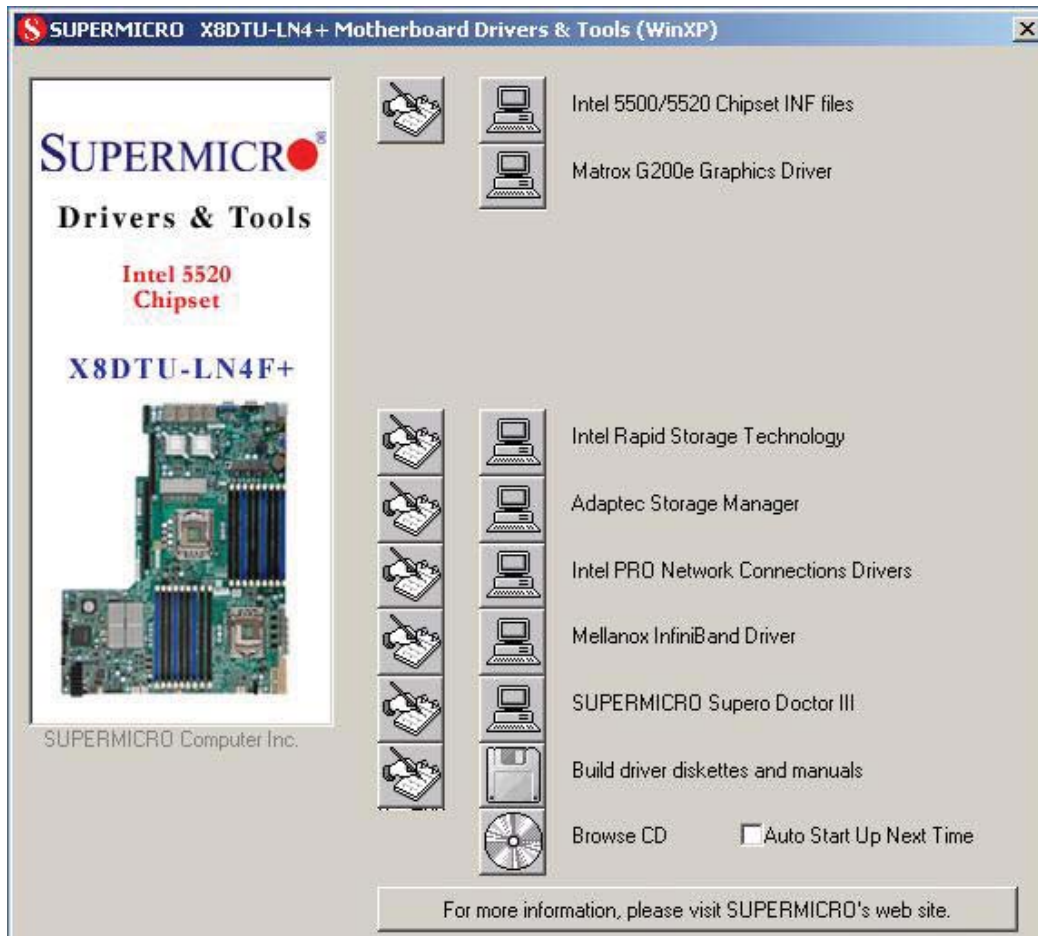 SUPERMICRO X8DTU-LN4+ Motherboard Drivers & Tools (WinXP)
SUPERMICRO®
Drivers & Tools
Intel 5520
Chipset
X8DTU-LN4F+
SUPERMICRO Computer Inc.
Intel 5500/5520 Chipset INF files
Matrox G200e Graphics Driver
Intel Rapid Storage Technology
Adaptec Storage Manager
Intel PRO Network Connections Drivers
Mellanox InfiniBand Driver
SUPERMICRO Supero Doctor III
Build driver diskettes and manuals
Browse CD
Auto Start Up Next Time
For more information, please visit SUPERMICRO's web site.